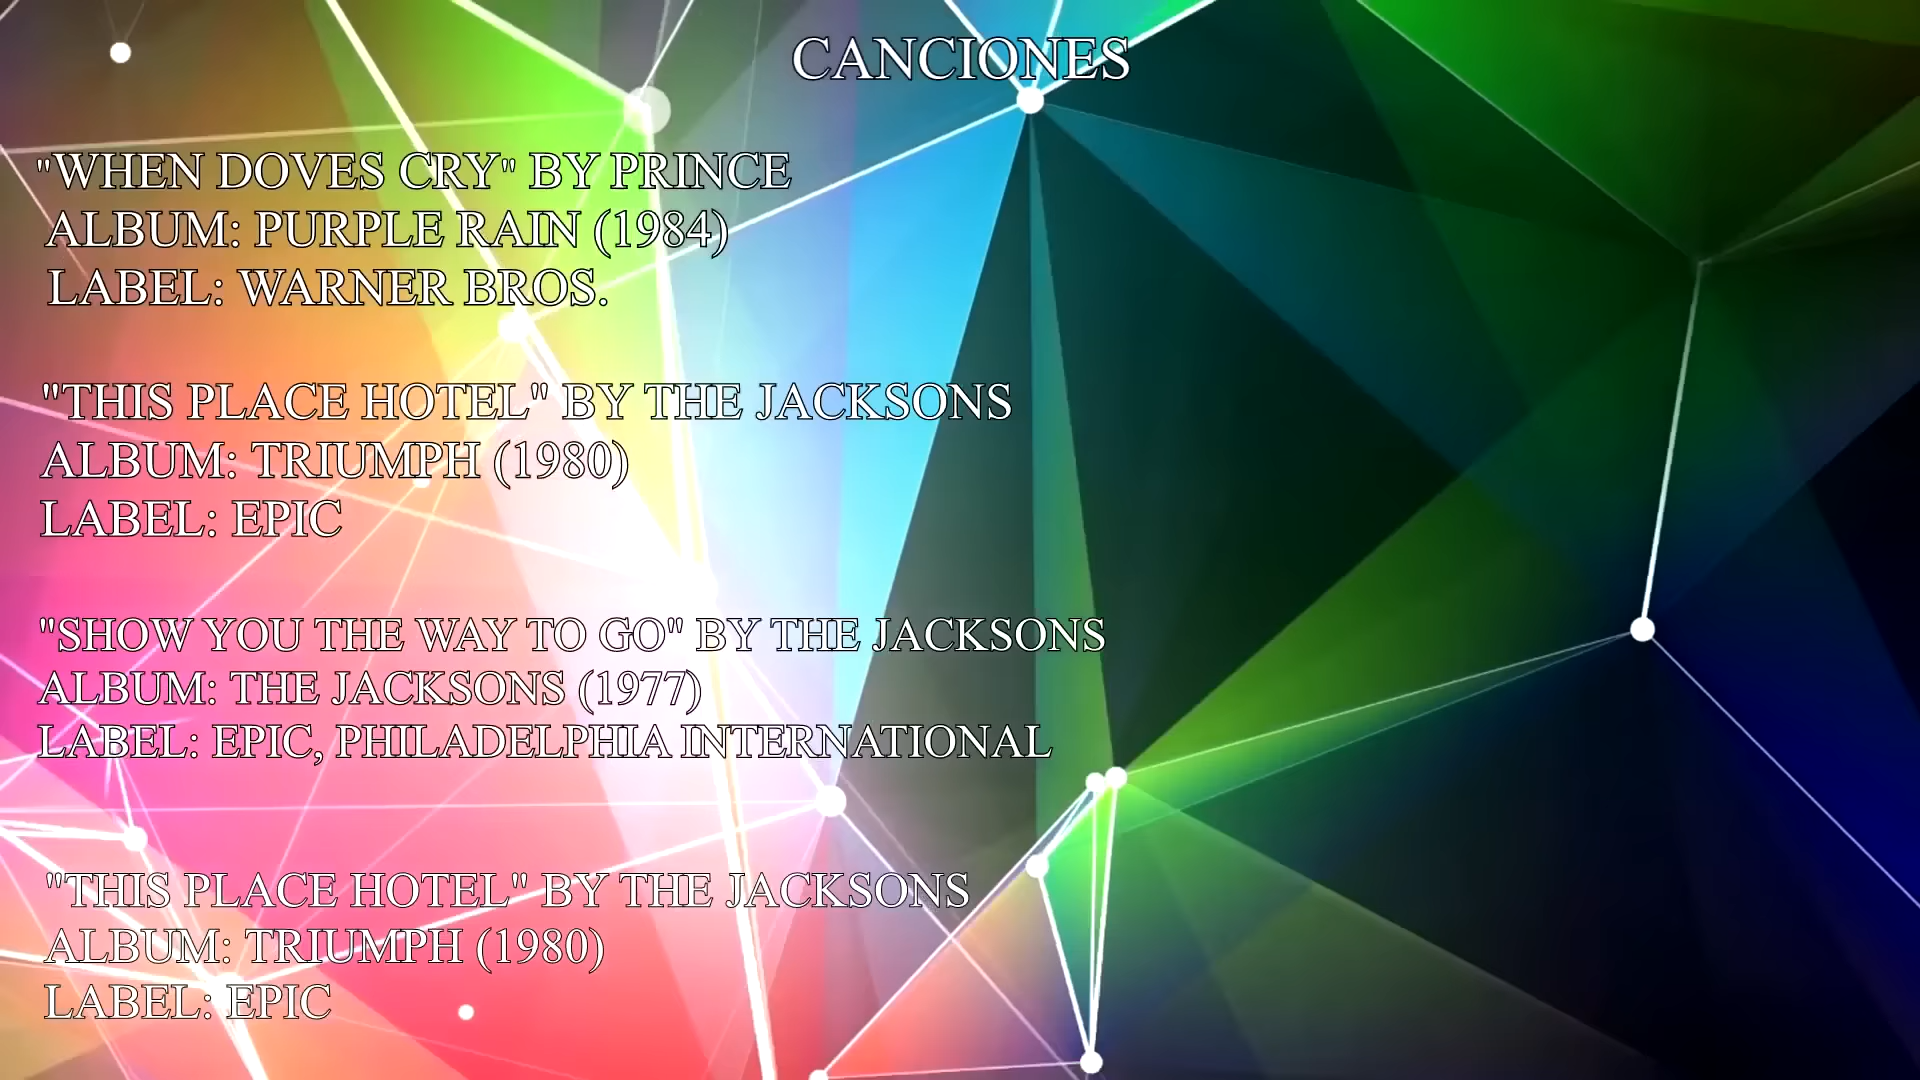 CANCIONES
"WHEN DOVES CRY" BY PRINCE
ALBUM: PURPLE RAIN (1984)
LABEL: WARNER BROS.
"THIS PLACE HOTEL" BY THE JACKSONS
ALBUM: TRIUMPH (1980)
LABEL: EPIC
"SHOW YOU THE WAY TO GO" BY THE JACKSONS
ALBUM: THE JACKSONS (1977)
LABEL: EPIC, PHILADELPHIA INTERNATIONAL
"THIS PLACE HOTEL" BY THE JACKSONS
ALBUM: TRIUMPH (1980)
LABEL: EPIC